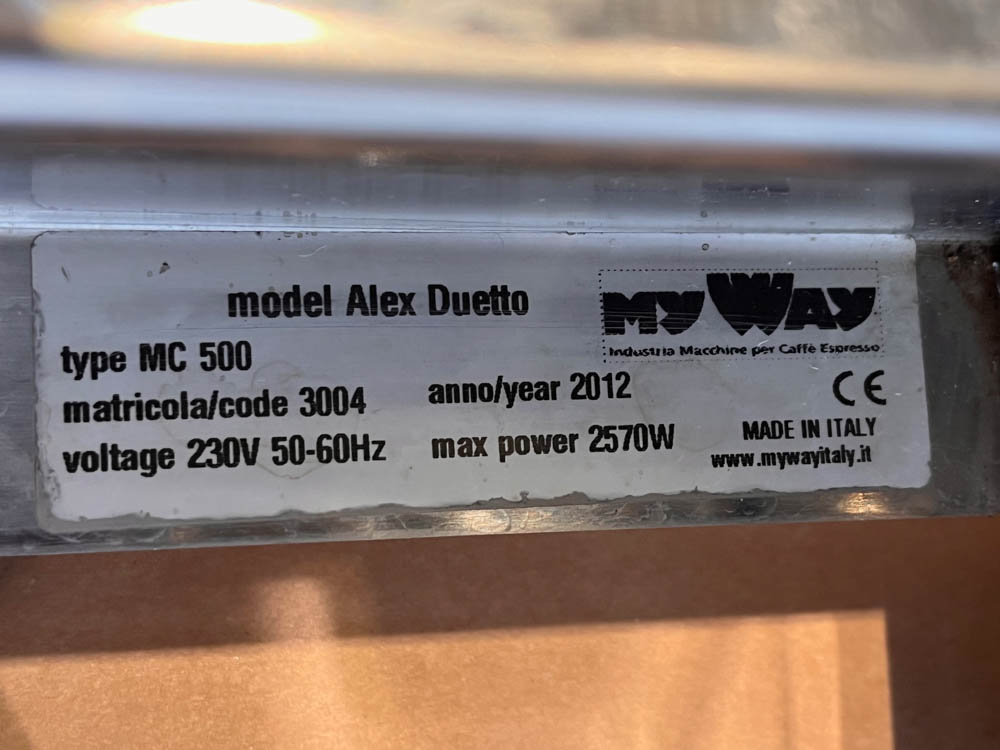 model Alex Duetto
MY WAY
Industria Macchine per Caffè Espresso
type MC 500
matricola/code 3004
anno/year 2012
CE
voltage 230V 50-60Hz
max power 2570W
MADE IN ITALY
www.mywayitaly.it